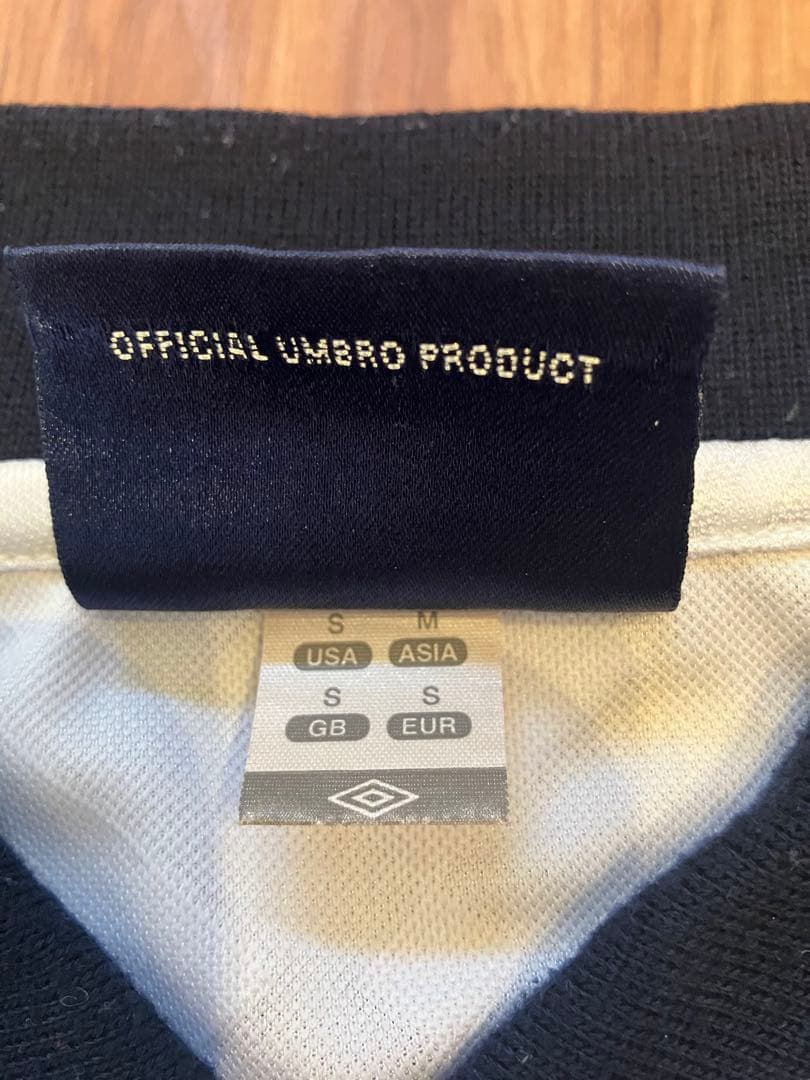 OFFICIAL UMBRO PRODUCT
S M
USA ASIA
S S
GB EUR